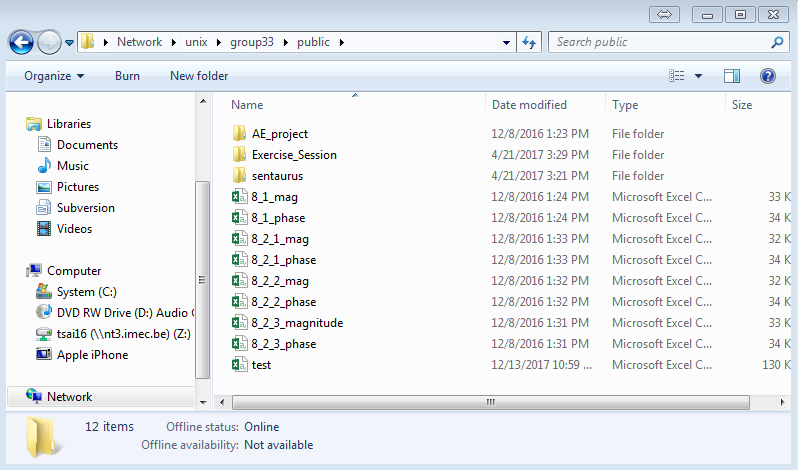 Network unix group33 public Search public
Organize Burn New folder
Name Date modified Type Size
Libraries
Documents
Music
Pictures
Subversion
Videos
Computer
System (C:)
DVD RW Drive (D:) Audio C
tsai16 (\\nt3.imec.be) (Z:)
Apple iPhone
Network
AE_project 12/8/2016 1:23 PM File folder
Exercise_Session 4/21/2017 3:29 PM File folder
sentaurus 4/21/2017 3:21 PM File folder
8_1_mag 12/8/2016 1:24 PM Microsoft Excel C... 33 K
8_1_phase 12/8/2016 1:24 PM Microsoft Excel C... 34 K
8_2_1_mag 12/8/2016 1:33 PM Microsoft Excel C... 32 K
8_2_1_phase 12/8/2016 1:33 PM Microsoft Excel C... 34 K
8_2_2_mag 12/8/2016 1:32 PM Microsoft Excel C... 32 K
8_2_2_phase 12/8/2016 1:32 PM Microsoft Excel C... 34 K
8_2_3_magnitude 12/8/2016 1:31 PM Microsoft Excel C... 33 K
8_2_3_phase 12/8/2016 1:31 PM Microsoft Excel C... 34 K
test 12/13/2017 10:59 ... Microsoft Excel C... 130 K
12 items Offline status: Online
Offline availability: Not available